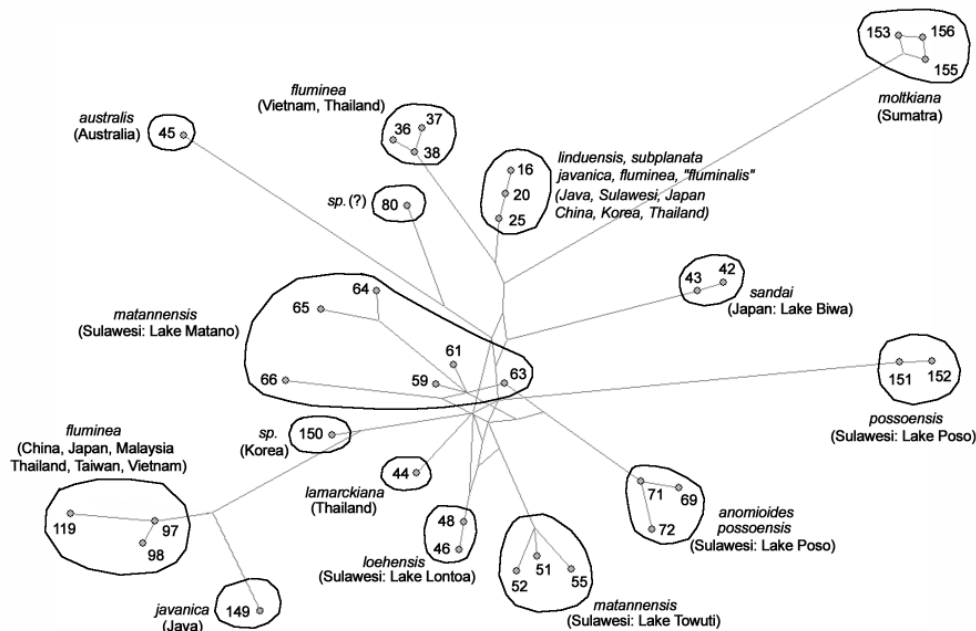 153
156
155
moltkiana
(Sumatra)
fluminea
(Vietnam, Thailand)
37
36
38
australis
(Australia)
45
linduensis, subplanata
javanica, fluminea, "fluminalis"
(Java, Sulawesi, Japan
China, Korea, Thailand)
16
20
25
sp. (?)
80
43
42
sandai
(Japan: Lake Biwa)
matannensis
(Sulawesi: Lake Matano)
64
65
61
66
59
63
151
152
possoensis
(Sulawesi: Lake Poso)
sp.
(Korea)
150
fluminea
(China, Japan, Malaysia
Thailand, Taiwan, Vietnam)
119
97
98
lamarckiana
(Thailand)
44
71
69
72
anomioides
possoensis
(Sulawesi: Lake Poso)
48
46
loehensis
(Sulawesi: Lake Lontoa)
52
51
55
matannensis
(Sulawesi: Lake Towuti)
javanica
(Java)
149